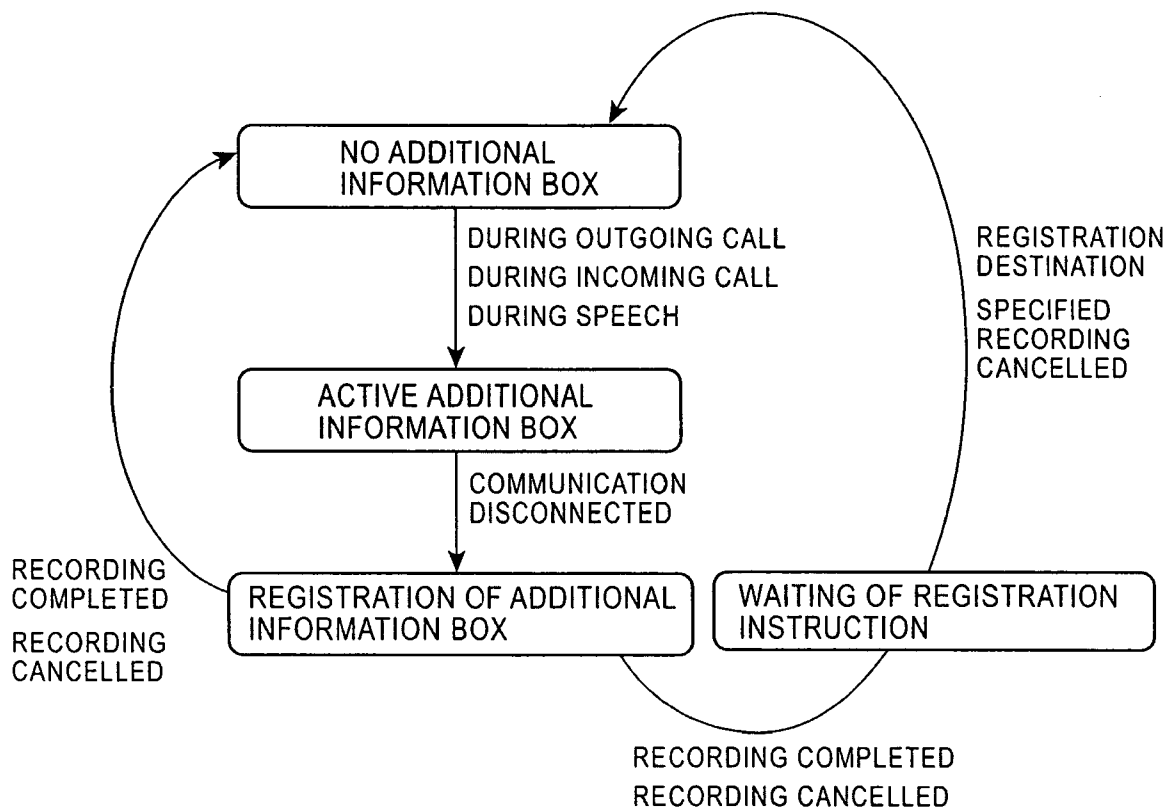 NO ADDITIONAL
INFORMATION BOX
DURING OUTGOING CALL
DURING INCOMING CALL
DURING SPEECH
REGISTRATION
DESTINATION
SPECIFIED
RECORDING
CANCELLED
ACTIVE ADDITIONAL
INFORMATION BOX
COMMUNICATION
DISCONNECTED
RECORDING
COMPLETED
RECORDING
CANCELLED
REGISTRATION OF ADDITIONAL
INFORMATION BOX
WAITING OF REGISTRATION
INSTRUCTION
RECORDING COMPLETED
RECORDING CANCELLED